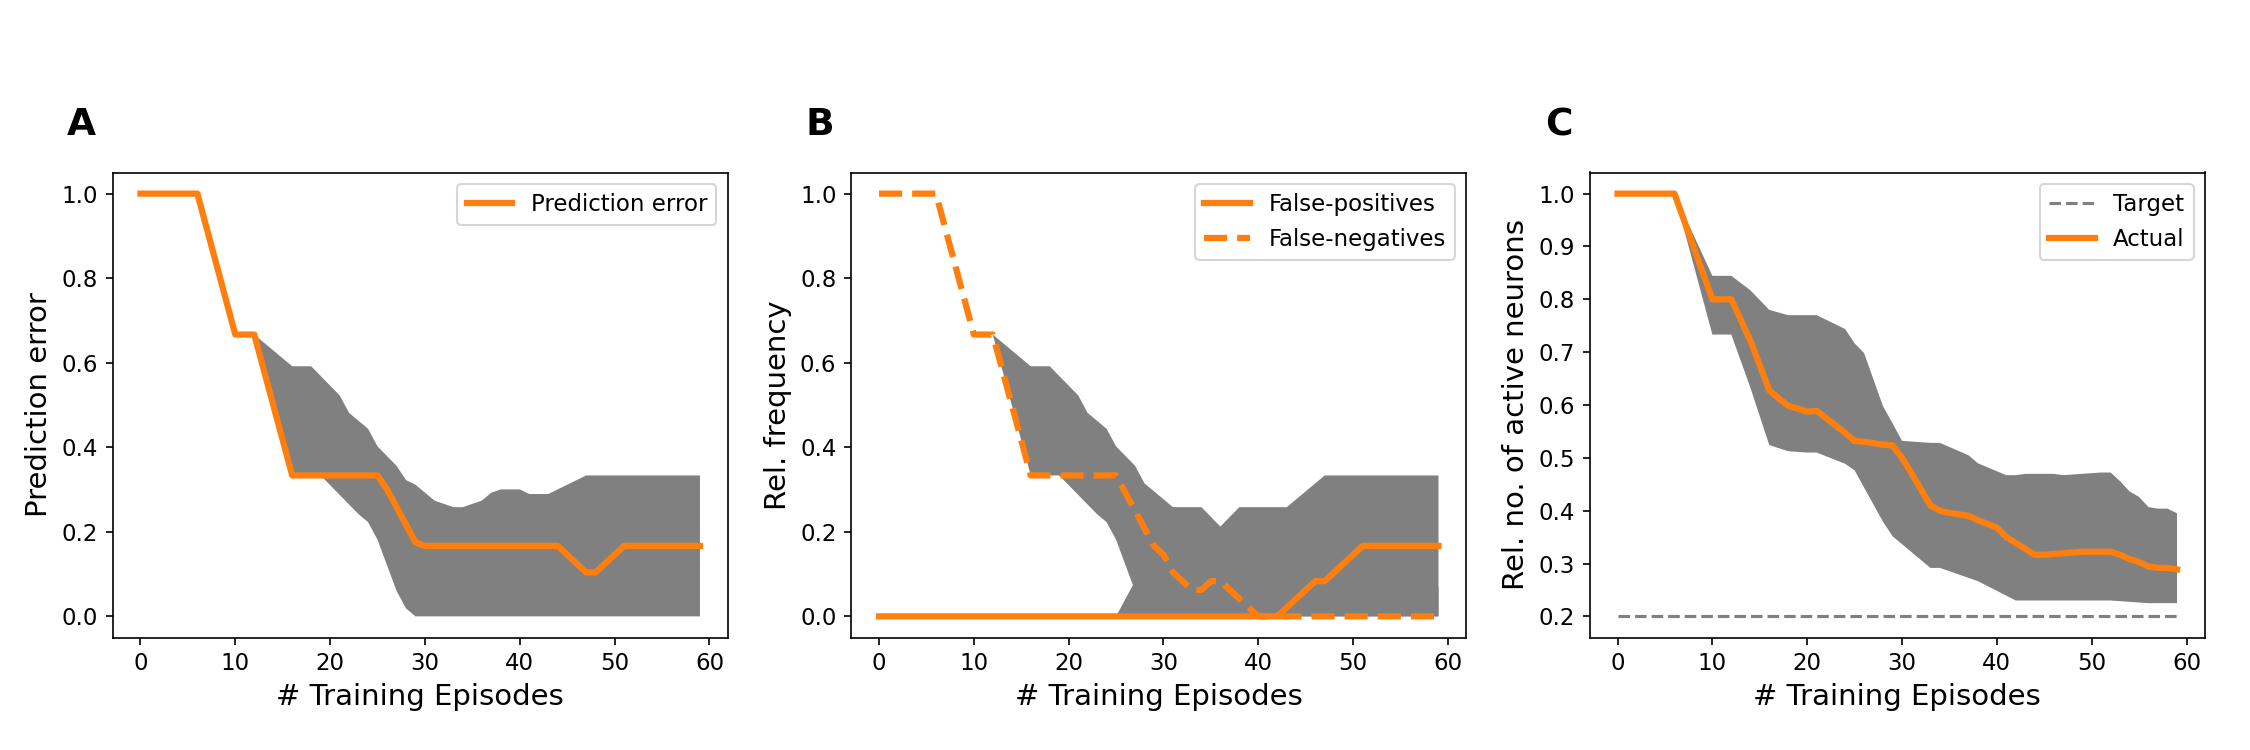 A
B
C
Prediction error
1.0
0.8
0.6
0.4
0.2
0.0
Prediction error
0 10 20 30 40 50 60
# Training Episodes
Rel. frequency
1.0
0.8
0.6
0.4
0.2
0.0
False-positives
False-negatives
0 10 20 30 40 50 60
# Training Episodes
Rel. no. of active neurons
1.0
0.9
0.8
0.7
0.6
0.5
0.4
0.3
0.2
Target
Actual
0 10 20 30 40 50 60
# Training Episodes